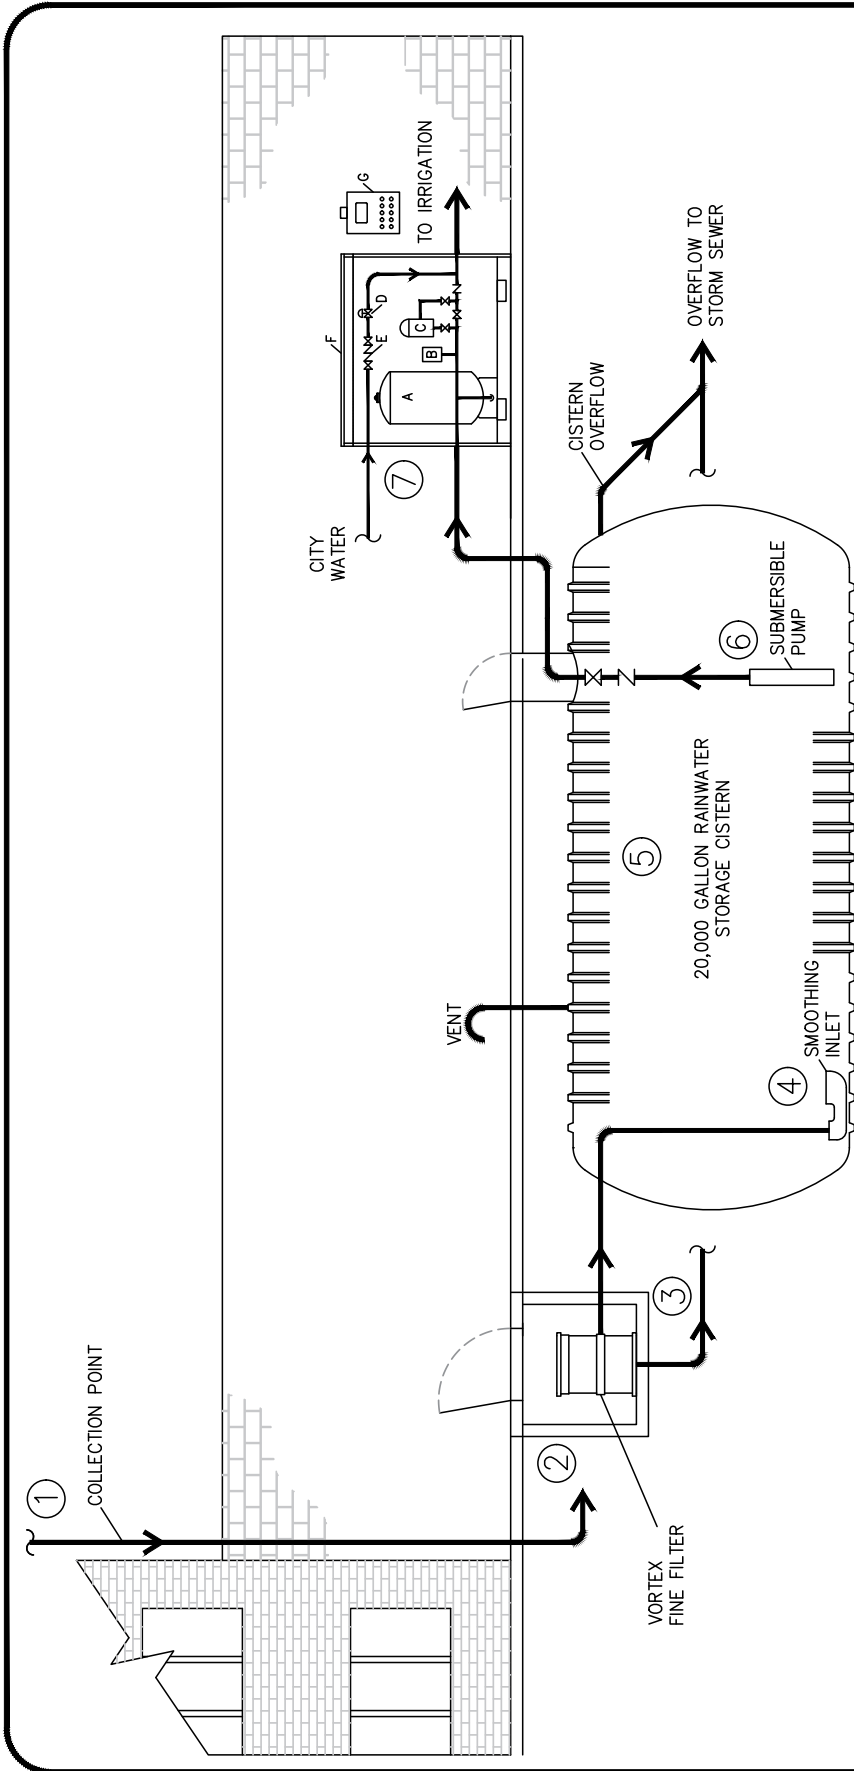 1
COLLECTION POINT
2
VORTEX
FINE FILTER
3
VENT
4
SMOOTHING
INLET
5
20,000 GALLON RAINWATER
STORAGE CISTERN
6
SUBMERSIBLE
PUMP
CITY
WATER
7
A
B
C
D
E
F
G
TO IRRIGATION
CISTERN
OVERFLOW
OVERFLOW TO
STORM SEWER